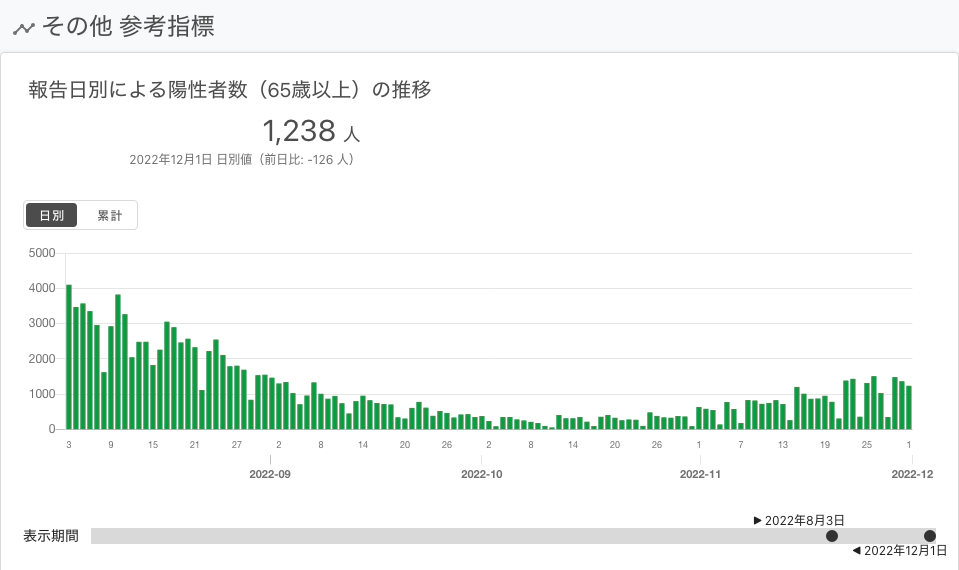 その他 参考指標
報告日別による陽性者数（65歳以上）の推移
1,238 人
2022年12月1日 日別値（前日比: -126 人）
日別 累計
5000
4000
3000
2000
1000
0
3 9 15 21 27 2 8 14 20 26 2 8 14 20 26 1 7 13 19 25 1
2022-09 2022-10 2022-11 2022-12
2022年8月3日
表示期間
2022年12月1日